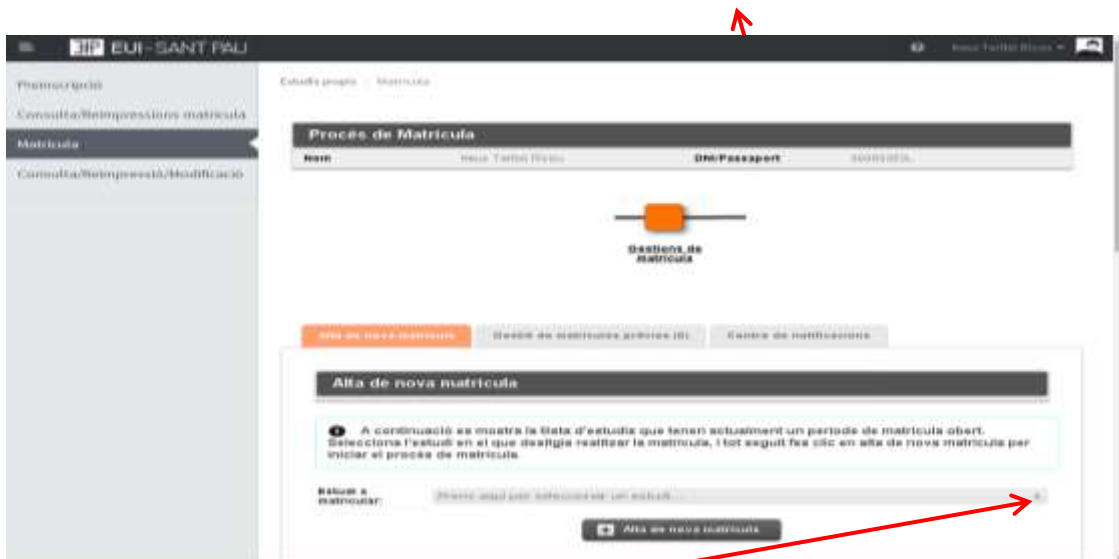 EUI-SANT PAU
Preinscripció
Estudis propis Matrícula
Consulta/Reimpressions matrícula
Procés de Matrícula
Matrícula
Nom DNI/Passaport
Consulta/Reimpressió/Modificació
Gestions de
matrícula
Alta de nova matrícula Gestió de matrícules prèvies (0) Centre de notificacions
Alta de nova matrícula
A continuació es mostra la llista d'estudis que tenen actualment un període de matrícula obert.
Selecciona l'estudi en el que desitgis realitzar la matrícula, i tot seguit fes clic en alta de nova matrícula per
iniciar el procés de matrícula.
Estudi a
matricular:
Premi aquí per seleccionar un estudi...
Alta de nova matrícula